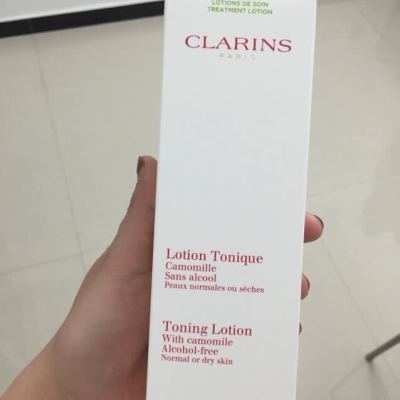 LOTIONS DE SOIN
TREATMENT LOTION
CLARINS
PARIS
Lotion Tonique
Camomille
Sans alcool
Peaux normales ou sèches
Toning Lotion
With camomile
Alcohol-free
Normal or dry skin